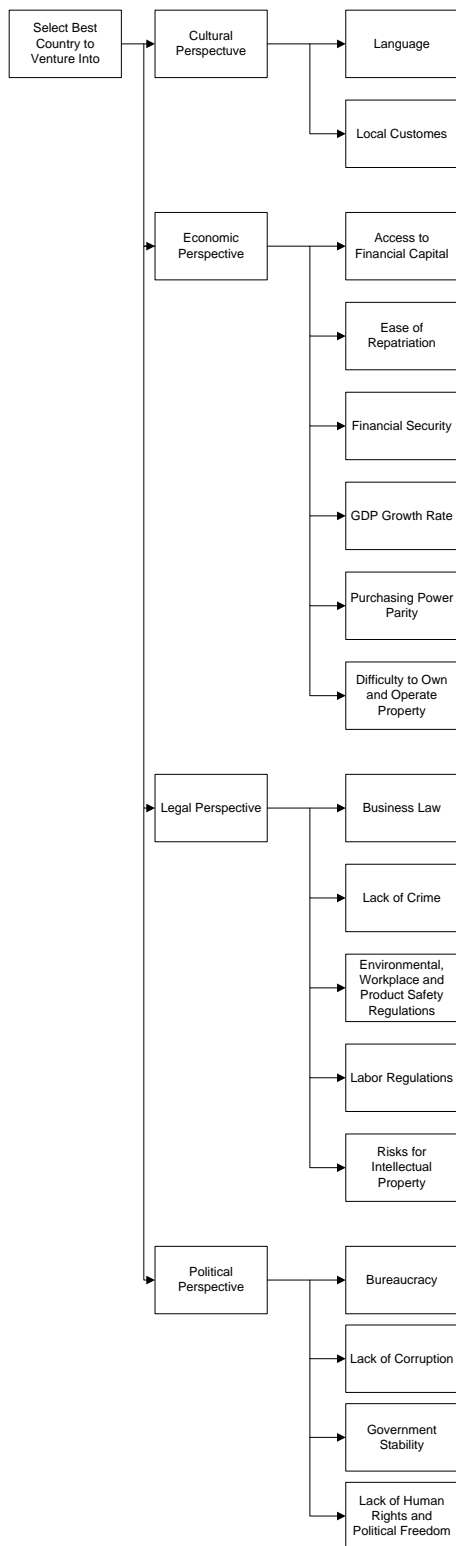 Select Best
Country to
Venture Into
Cultural
Perspectuve
Language
Local Customes
Economic
Perspective
Access to
Financial Capital
Ease of
Repatriation
Financial Security
GDP Growth Rate
Purchasing Power
Parity
Difficulty to Own
and Operate
Property
Legal Perspective
Business Law
Lack of Crime
Environmental,
Workplace and
Product Safety
Regulations
Labor Regulations
Risks for
Intellectual
Property
Political
Perspective
Bureaucracy
Lack of Corruption
Government
Stability
Lack of Human
Rights and
Political Freedom